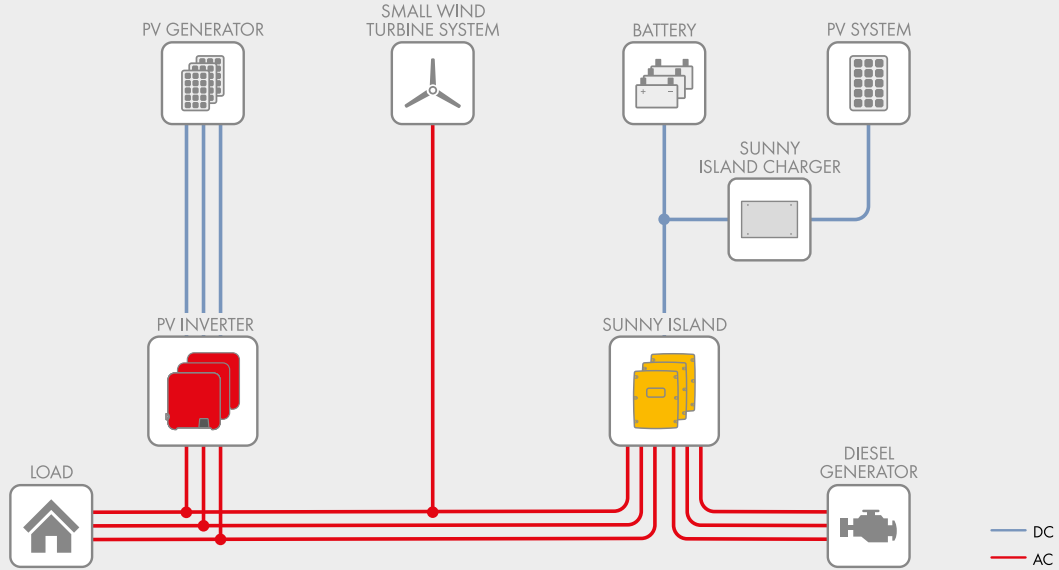 PV GENERATOR
SMALL WIND
TURBINE SYSTEM
BATTERY
PV SYSTEM
SUNNY
ISLAND CHARGER
PV INVERTER
SUNNY ISLAND
LOAD
DIESEL
GENERATOR
DC
AC